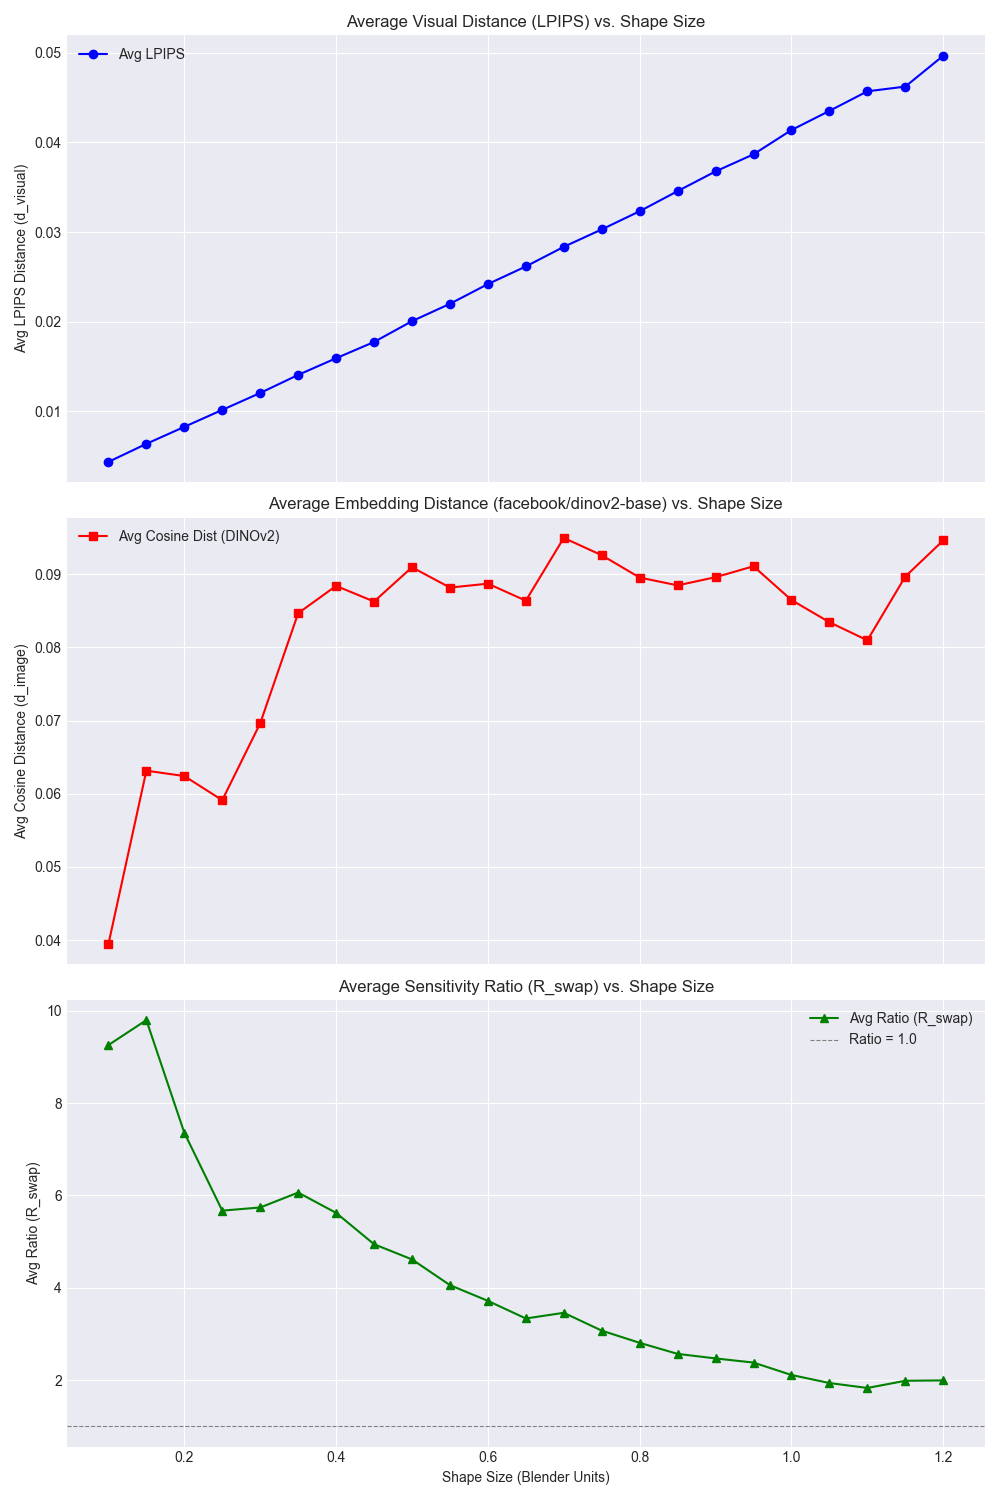 Average Visual Distance (LPIPS) vs. Shape Size
Avg LPIPS
Avg LPIPS Distance (d_visual)
0.05
0.04
0.03
0.02
0.01
Average Embedding Distance (facebook/dinov2-base) vs. Shape Size
Avg Cosine Dist (DINOv2)
Avg Cosine Distance (d_image)
0.09
0.08
0.07
0.06
0.05
0.04
Average Sensitivity Ratio (R_swap) vs. Shape Size
Avg Ratio (R_swap)
Ratio = 1.0
Avg Ratio (R_swap)
10
8
6
4
2
0.2 0.4 0.6 0.8 1.0 1.2
Shape Size (Blender Units)